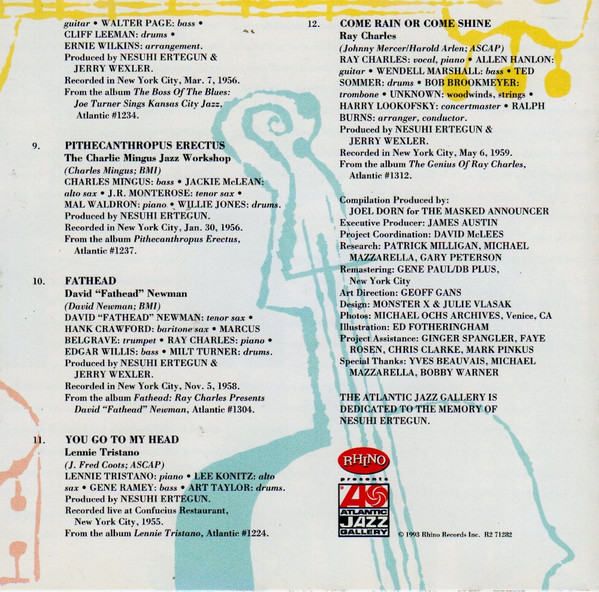 guitar • WALTER PAGE: bass •
CLIFF LEEMAN: drums •
ERNIE WILKINS: arrangement.
Produced by NESUHI ERTEGUN &
JERRY WEXLER.
Recorded in New York City, Mar. 7, 1956.
From the album The Boss Of The Blues:
Joe Turner Sings Kansas City Jazz,
Atlantic #1234.
9. PITHECANTHROPUS ERECTUS
The Charlie Mingus Jazz Workshop
(Charles Mingus; BMI)
CHARLES MINGUS: bass • JACKIE McLEAN:
alto sax • J.R. MONTEROSE: tenor sax •
MAL WALDRON: piano • WILLIE JONES: drums.
Produced by NESUHI ERTEGUN.
Recorded in New York City, Jan. 30, 1956.
From the album Pithecanthropus Erectus,
Atlantic #1237.
10. FATHEAD
David "Fathead" Newman
(David Newman; BMI)
DAVID "FATHEAD" NEWMAN: tenor sax •
HANK CRAWFORD: baritone sax • MARCUS
BELGRAVE: trumpet • RAY CHARLES: piano •
EDGAR WILLIS: bass • MILT TURNER: drums.
Produced by NESUHI ERTEGUN &
JERRY WEXLER.
Recorded in New York City, Nov. 5, 1958.
From the album Fathead: Ray Charles Presents
David "Fathead" Newman, Atlantic #1304.
11. YOU GO TO MY HEAD
Lennie Tristano
(J. Fred Coots; ASCAP)
LENNIE TRISTANO: piano • LEE KONITZ: alto
sax • GENE RAMEY: bass • ART TAYLOR: drums.
Produced by NESUHI ERTEGUN.
Recorded live at Confucius Restaurant,
New York City, 1955.
From the album Lennie Tristano, Atlantic #1224.
12. COME RAIN OR COME SHINE
Ray Charles
(Johnny Mercer/Harold Arlen; ASCAP)
RAY CHARLES: vocal, piano • ALLEN HANLON:
guitar • WENDELL MARSHALL: bass • TED
SOMMER: drums • BOB BROOKMEYER:
trombone • UNKNOWN: woodwinds, strings •
HARRY LOOKOFSKY: concertmaster • RALPH
BURNS: arranger, conductor.
Produced by NESUHI ERTEGUN &
JERRY WEXLER.
Recorded in New York City, May 6, 1959.
From the album The Genius Of Ray Charles,
Atlantic #1312.
Compilation Produced by:
JOEL DORN for THE MASKED ANNOUNCER
Executive Producer: JAMES AUSTIN
Project Coordination: DAVID McLEES
Research: PATRICK MILLIGAN, MICHAEL
MAZZARELLA, GARY PETERSON
Remastering: GENE PAUL/DB PLUS,
New York City
Art Direction: GEOFF GANS
Design: MONSTER X & JULIE VLASAK
Photos: MICHAEL OCHS ARCHIVES, Venice, CA
Illustration: ED FOTHERINGHAM
Project Assistance: GINGER SPANGLER, FAYE
ROSEN, CHRIS CLARKE, MARK PINKUS
Special Thanks: YVES BEAUVAIS, MICHAEL
MAZZARELLA, BOBBY WARNER
THE ATLANTIC JAZZ GALLERY IS
DEDICATED TO THE MEMORY OF
NESUHI ERTEGUN.
RHINO
presents
ATLANTIC
JAZZ
GALLERY
© 1993 Rhino Records Inc. R2 71282